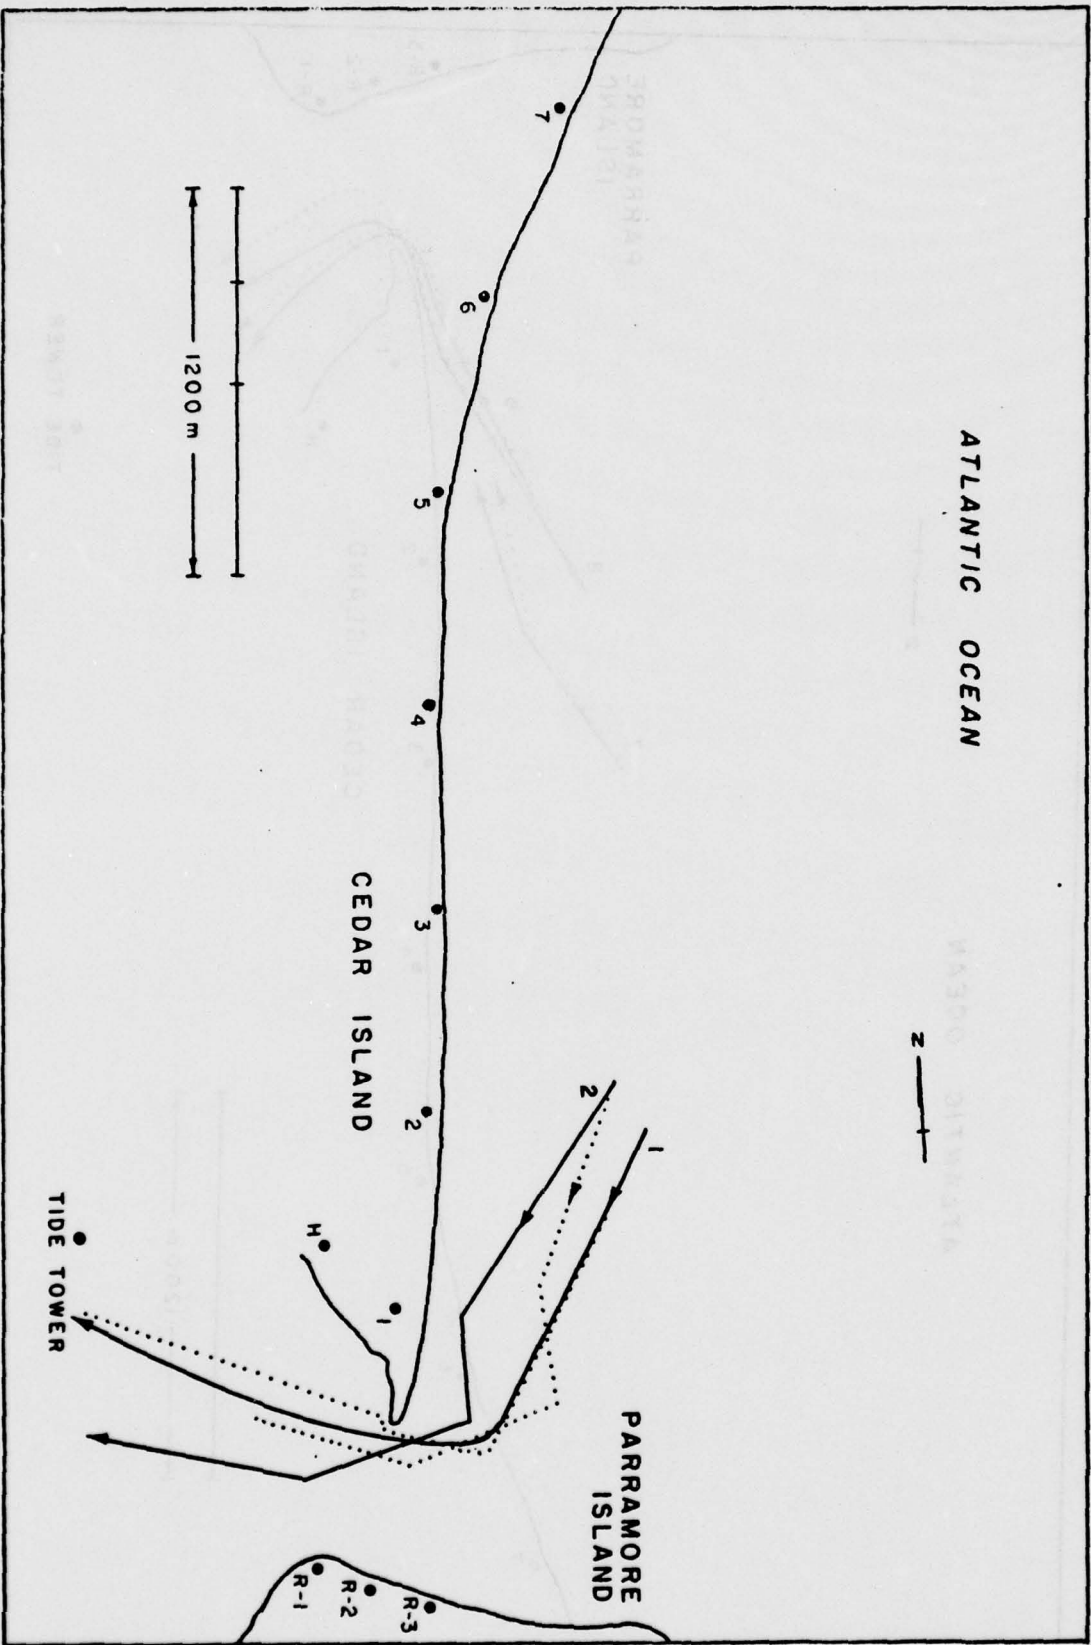 ATLANTIC OCEAN
N
7
6
5
4
3
2
1
H
2
1
1200 m
CEDAR ISLAND
PARRAMORE
ISLAND
R-3
R-2
R-1
TIDE TOWER